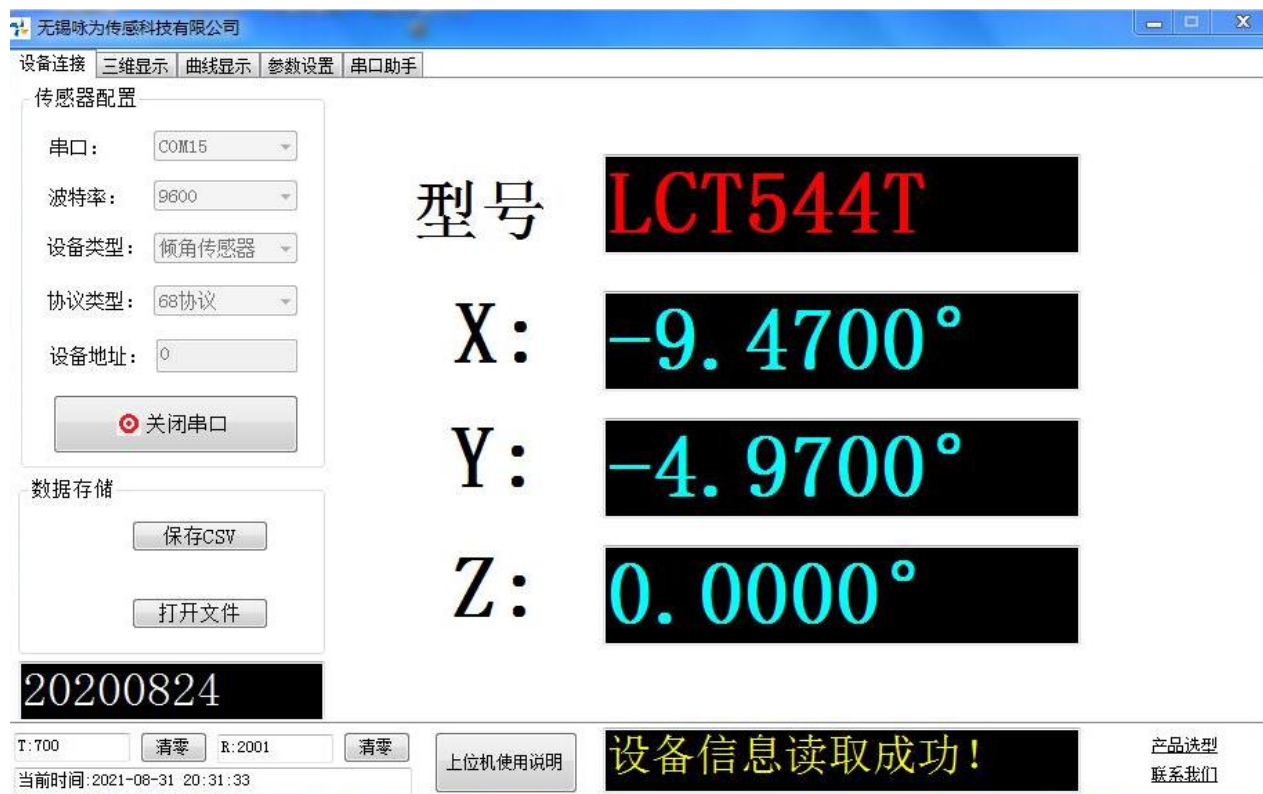 无锡咏为传感科技有限公司
设备连接 三维显示 曲线显示 参数设置 串口助手
传感器配置
串口: COM15
波特率: 9600
设备类型: 倾角传感器
协议类型: 68协议
设备地址: 0
关闭串口
数据存储
保存CSV
打开文件
20200824
型号 LCT544T
X: -9.4700°
Y: -4.9700°
Z: 0.0000°
T:700 清零 R:2001 清零
当前时间:2021-08-31 20:31:33
上位机使用说明
设备信息读取成功!
产品选型
联系我们